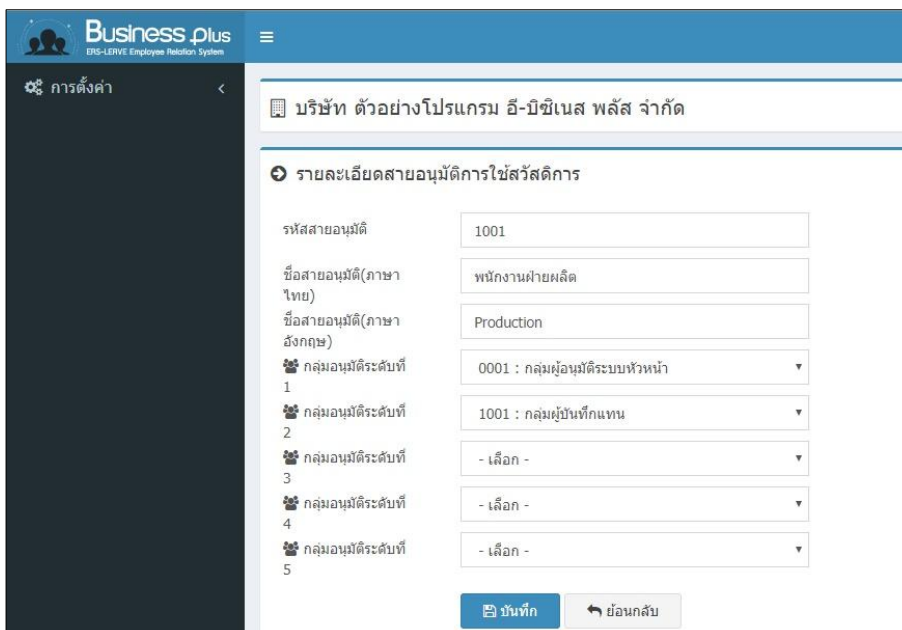 Business Plus
ERS-LERVE Employee Relation System
การตั้งค่า
บริษัท ตัวอย่างโปรแกรม อี-บิซิเนส พลัส จำกัด
รายละเอียดสายอนุมัติการใช้สวัสดิการ
รหัสสายอนุมัติ
1001
ชื่อสายอนุมัติ(ภาษา
ไทย)
พนักงานฝ่ายผลิต
ชื่อสายอนุมัติ(ภาษา
อังกฤษ)
Production
กลุ่มอนุมัติระดับที่
1
0001 : กลุ่มผู้อนุมัติระบบหัวหน้า
กลุ่มอนุมัติระดับที่
2
1001 : กลุ่มผู้บันทึกแทน
กลุ่มอนุมัติระดับที่
3
- เลือก -
กลุ่มอนุมัติระดับที่
4
- เลือก -
กลุ่มอนุมัติระดับที่
5
- เลือก -
บันทึก
ย้อนกลับ